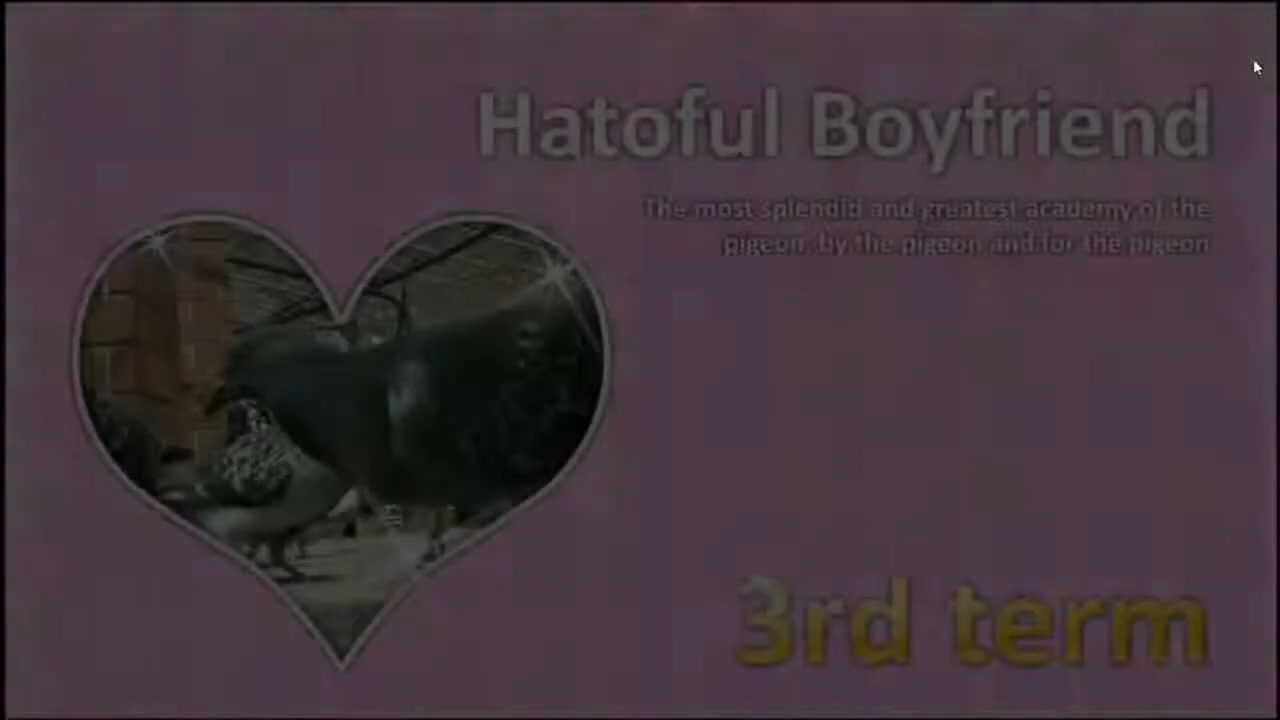 Hatoful Boyfriend
The most splendid and greatest academy of the
pigeon, by the pigeon and for the pigeon
3rd term